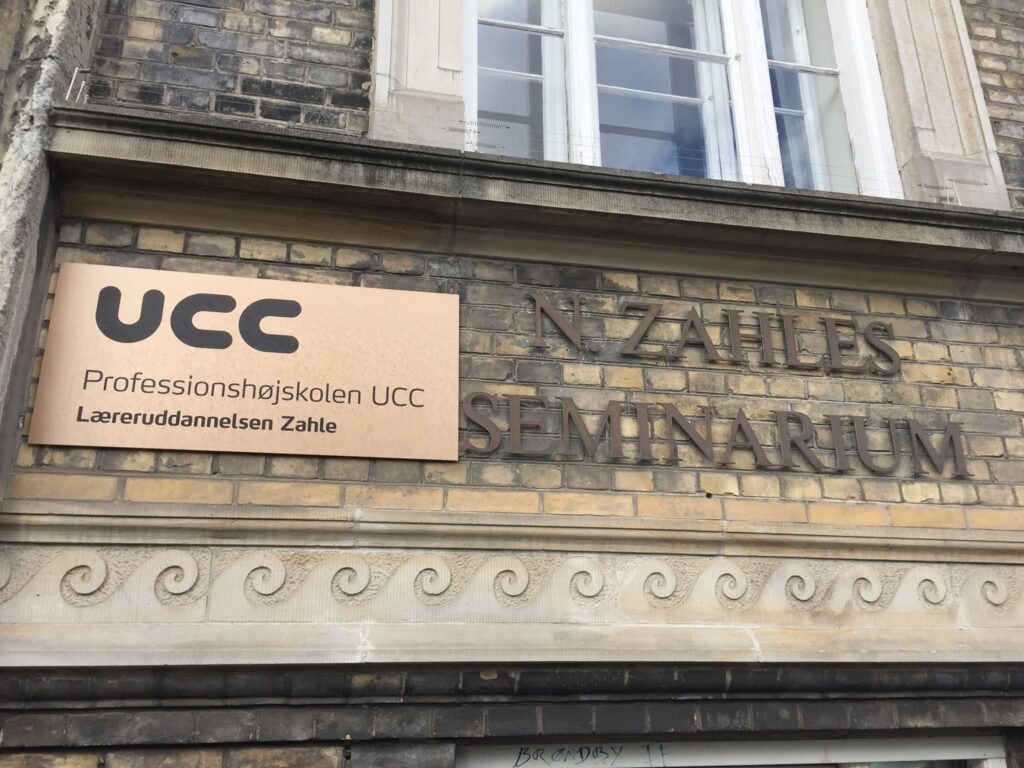 UCC
Professionshøjskolen UCC
Læreruddannelsen Zahle
N. ZAHLES
SEMINARIUM
BRØNDBY IF